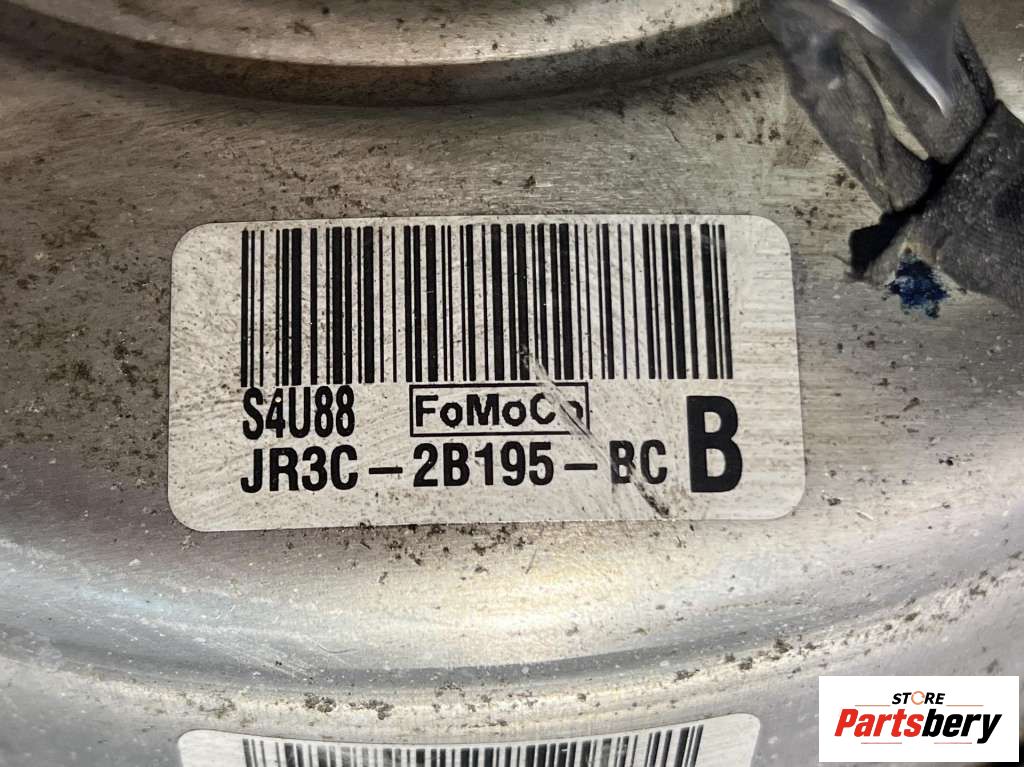 S4U88 FoMoCo
JR3C-2B195-BC B
STORE
Partsbery